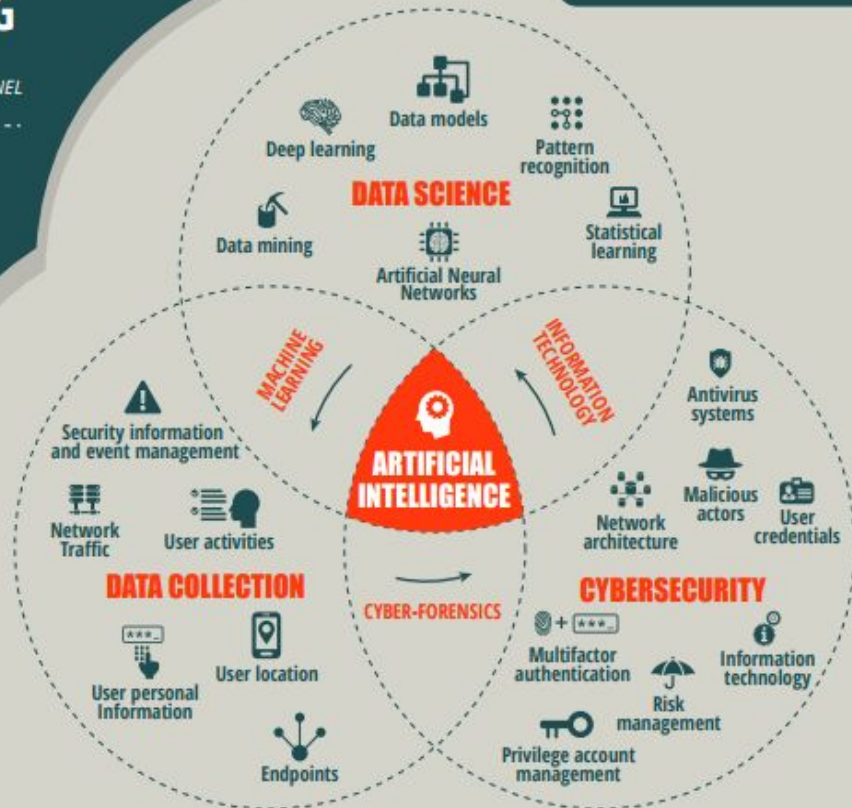 G
NEL
Data models
Deep learning
Pattern
recognition
DATA SCIENCE
Data mining
Statistical
learning
Artificial Neural
Networks
MACHINE
LEARNING
INFORMATION
TECHNOLOGY
Antivirus
systems
Security information
and event management
ARTIFICIAL
INTELLIGENCE
Malicious
actors
User
credentials
Network
architecture
Network
Traffic
User activities
DATA COLLECTION
CYBER-FORENSICS
CYBERSECURITY
***_
+ ***_
Multifactor
authentication
Information
technology
User location
User personal
Information
Risk
management
Privilege account
management
Endpoints